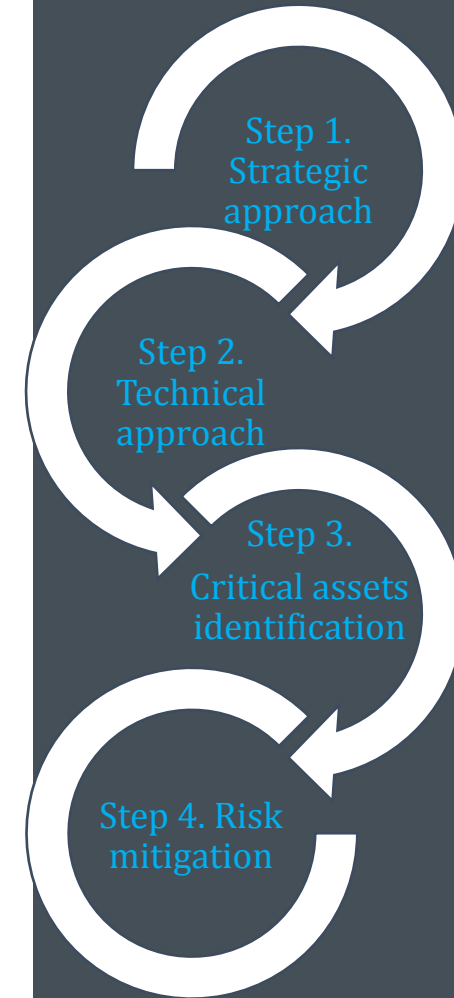 Step 1.
Strategic
approach
Step 2.
Technical
approach
Step 3.
Critical assets
identification
Step 4. Risk
mitigation